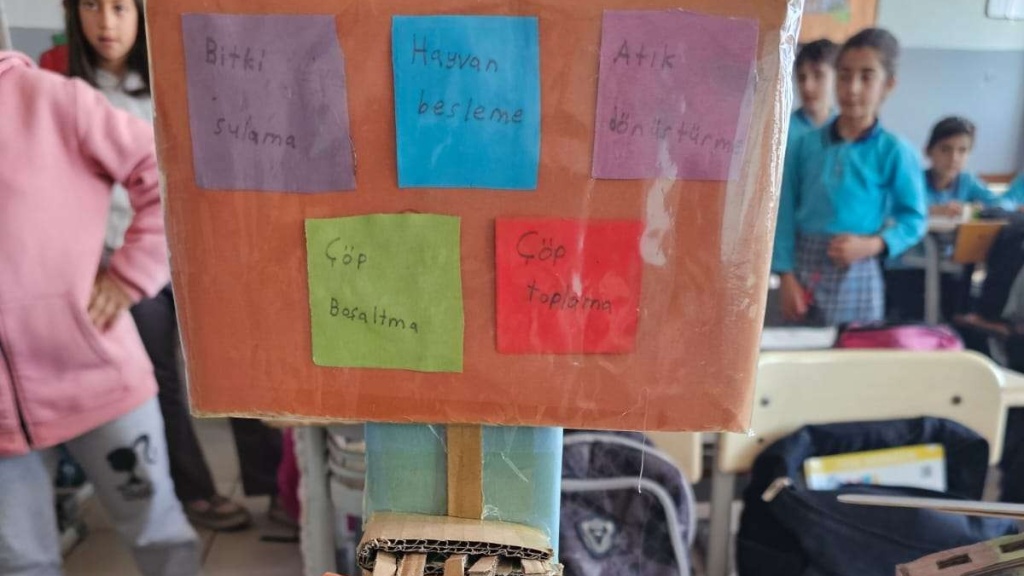 Bitki
sulama
Hayvan
besleme
Atık
dönüştürme
Çöp
Boşaltma
Çöp
toplama